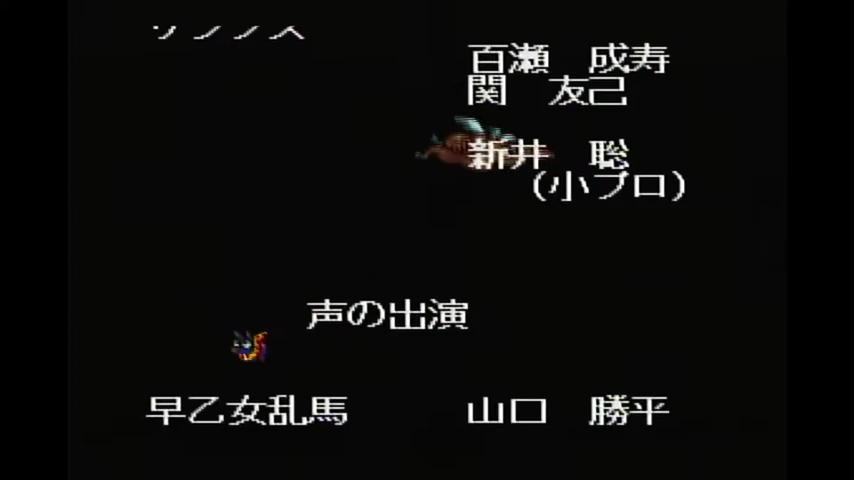 百瀬　成寿
関　友己
新井　聡
(小プロ)
声の出演
早乙女乱馬　　　山口　勝平